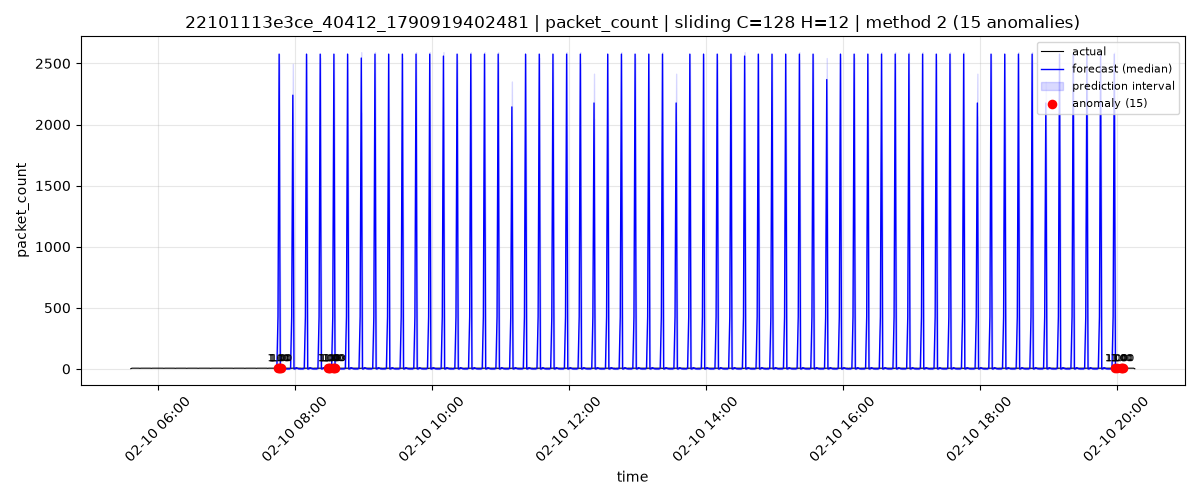 22101113e3ce_40412_1790919402481 | packet_count | sliding C=128 H=12 | method 2 (15 anomalies)
actual
forecast (median)
prediction interval
anomaly (15)
packet_count
2500
2000
1500
1000
500
0
02-10 06:00
02-10 08:00
02-10 10:00
02-10 12:00
02-10 14:00
02-10 16:00
02-10 18:00
02-10 20:00
time